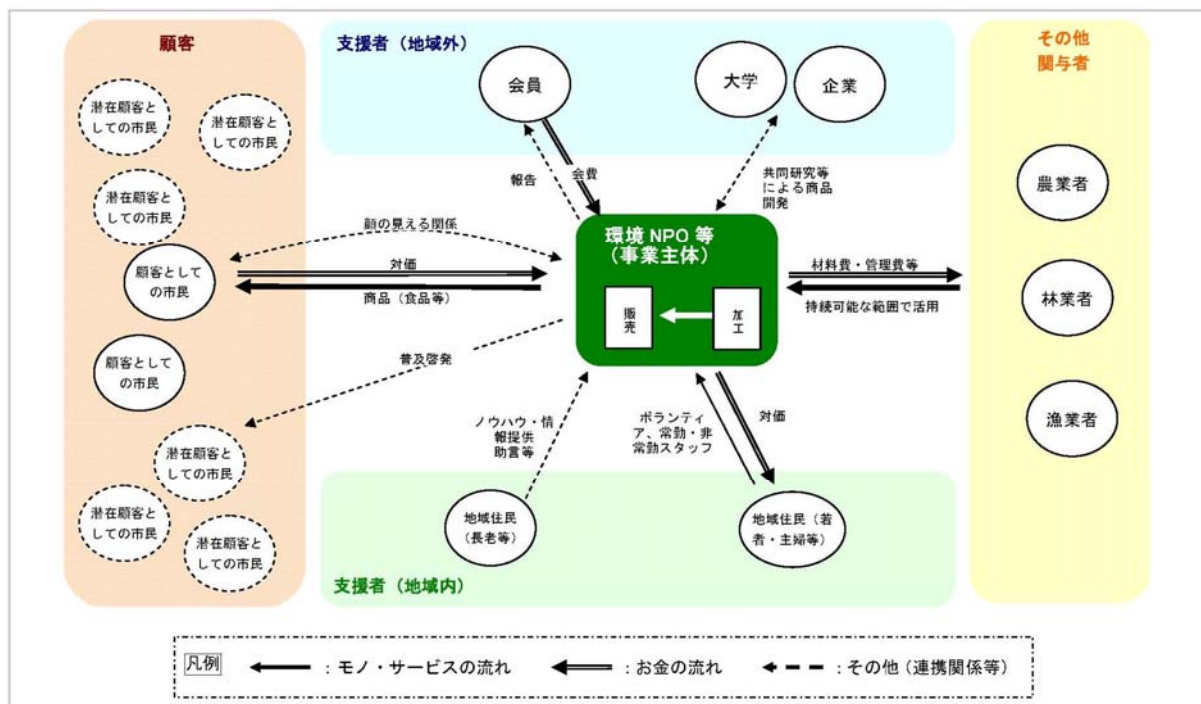 顧客
潜在顧客と
しての市民
潜在顧客と
しての市民
潜在顧客と
しての市民
顧客として
の市民
顧客として
の市民
潜在顧客と
しての市民
潜在顧客と
しての市民
潜在顧客と
しての市民
支援者（地域外）
会員
大学
企業
報告
会費
共同研究等
による商品
開発
その他
関与者
農業者
林業者
漁業者
顔の見える関係
対価
商品（食品等）
普及啓発
環境 NPO 等
（事業主体）
販売
加工
材料費・管理費等
持続可能な範囲で活用
ノウハウ・情
報提供
助言等
ボランティ
ア、常勤・非
常勤スタッフ
対価
地域住民
（長老等）
地域住民（若
者・主婦等）
支援者（地域内）
凡例
：モノ・サービスの流れ
：お金の流れ
：その他（連携関係等）